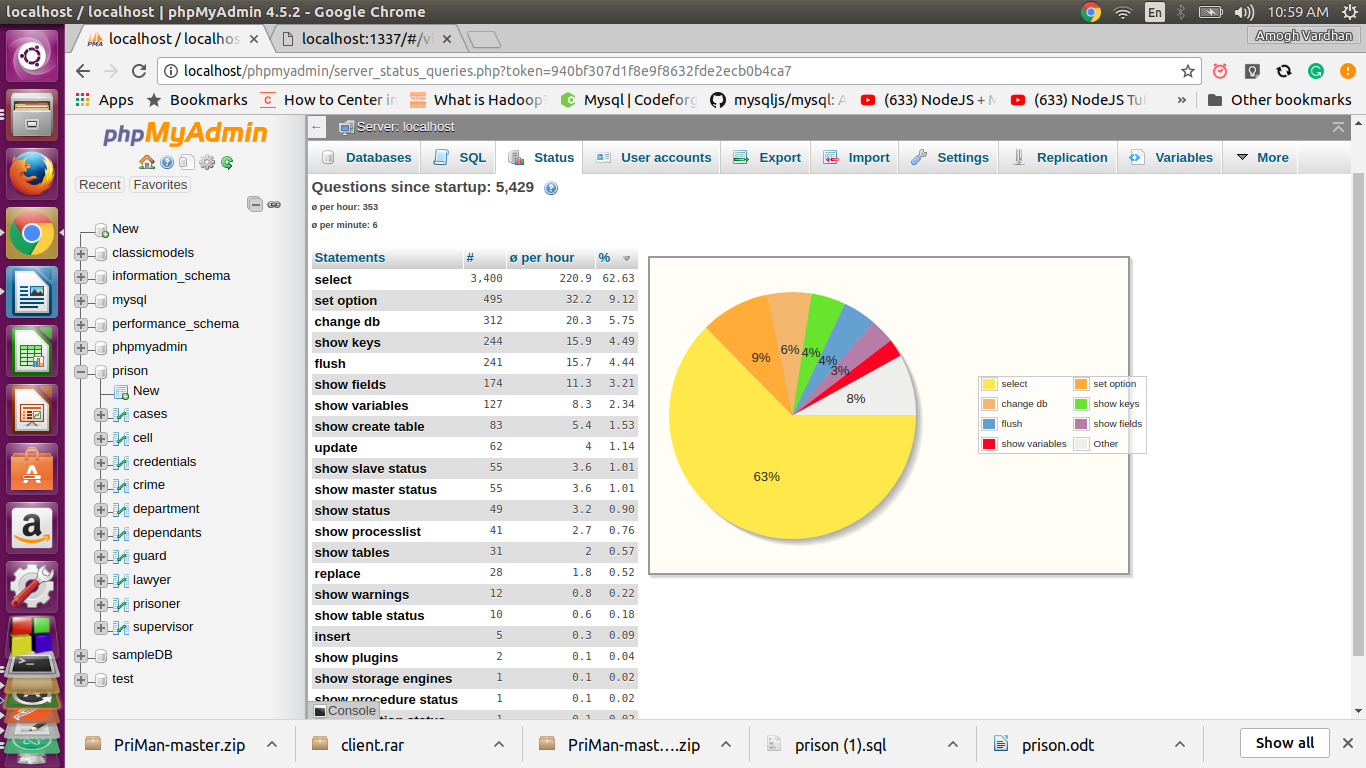 localhost / localhost | phpMyAdmin 4.5.2 - Google Chrome
En
10:59 AM
localhost / localhos
localhost:1337/#/v
Amogh Vardhan
localhost/phpmyadmin/server_status_queries.php?token=940bf307d1f8e9f8632fde2ecb0b4ca7
Apps Bookmarks How to Center in What is Hadoop? Mysql | Codeforg mysqljs/mysql: A (633) NodeJS + M (633) NodeJS Tut » Other bookmarks
phpMyAdmin
Recent Favorites
New
classicmodels
information_schema
mysql
performance_schema
phpmyadmin
prison
New
cases
cell
credentials
crime
department
dependants
guard
lawyer
prisoner
supervisor
sampleDB
test
Server: localhost
Databases SQL Status User accounts Export Import Settings Replication Variables More
Questions since startup: 5,429
ø per hour: 353
ø per minute: 6
Statements # ø per hour %
select 3,400 220.9 62.63
set option 495 32.2 9.12
change db 312 20.3 5.75
show keys 244 15.9 4.49
flush 241 15.7 4.44
show fields 174 11.3 3.21
show variables 127 8.3 2.34
show create table 83 5.4 1.53
update 62 4 1.14
show slave status 55 3.6 1.01
show master status 55 3.6 1.01
show status 49 3.2 0.90
show processlist 41 2.7 0.76
show tables 31 2 0.57
replace 28 1.8 0.52
show warnings 12 0.8 0.22
show table status 10 0.6 0.18
insert 5 0.3 0.09
show plugins 2 0.1 0.04
show storage engines 1 0.1 0.02
show procedure status 1 0.1 0.02
Console
9% 6% 4% 4% 3% 8% 63%
select set option
change db show keys
flush show fields
show variables Other
PriMan-master.zip client.rar PriMan-mast....zip prison (1).sql prison.odt Show all